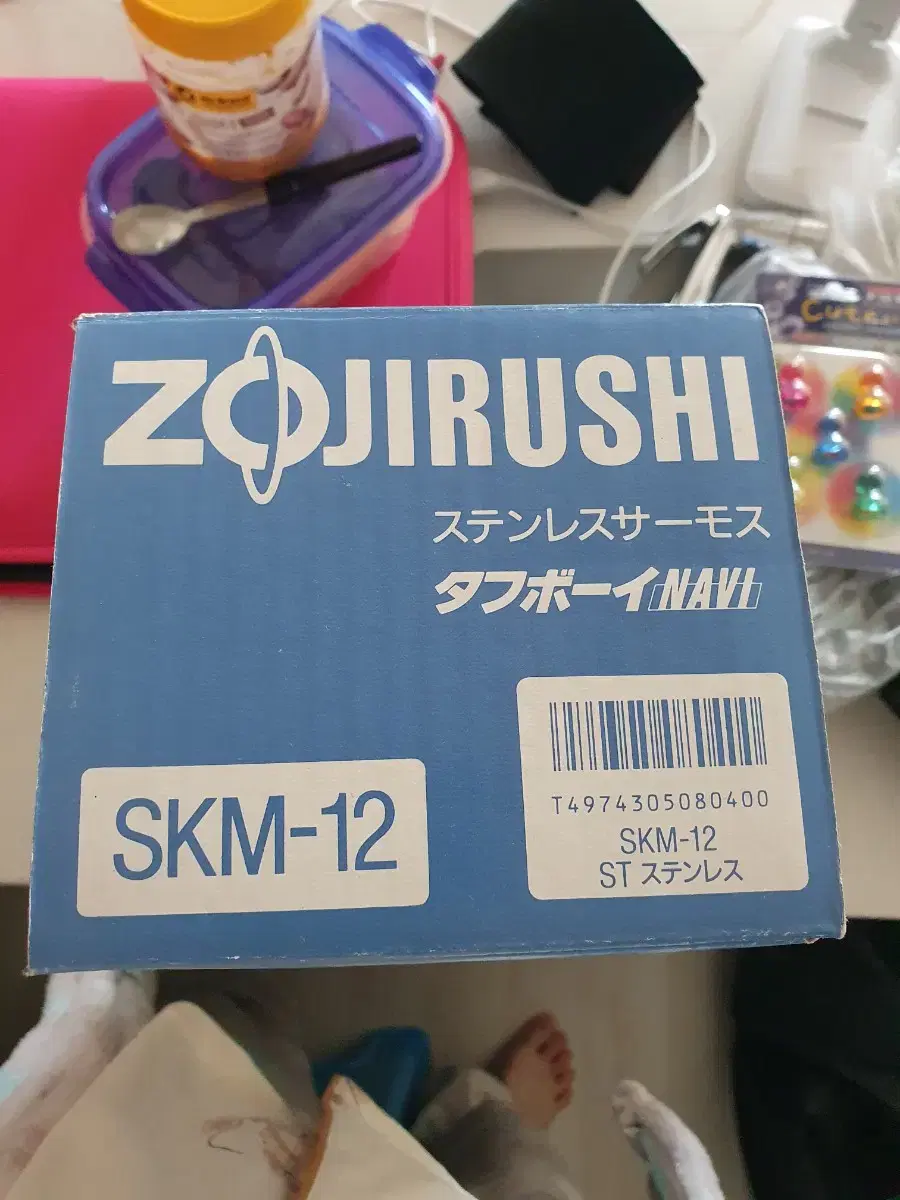 ZOJIRUSHI
ステンレスサーモス
タフボーイNAVI
SKM-12
T4974305080400
SKM-12
ST ステンレス